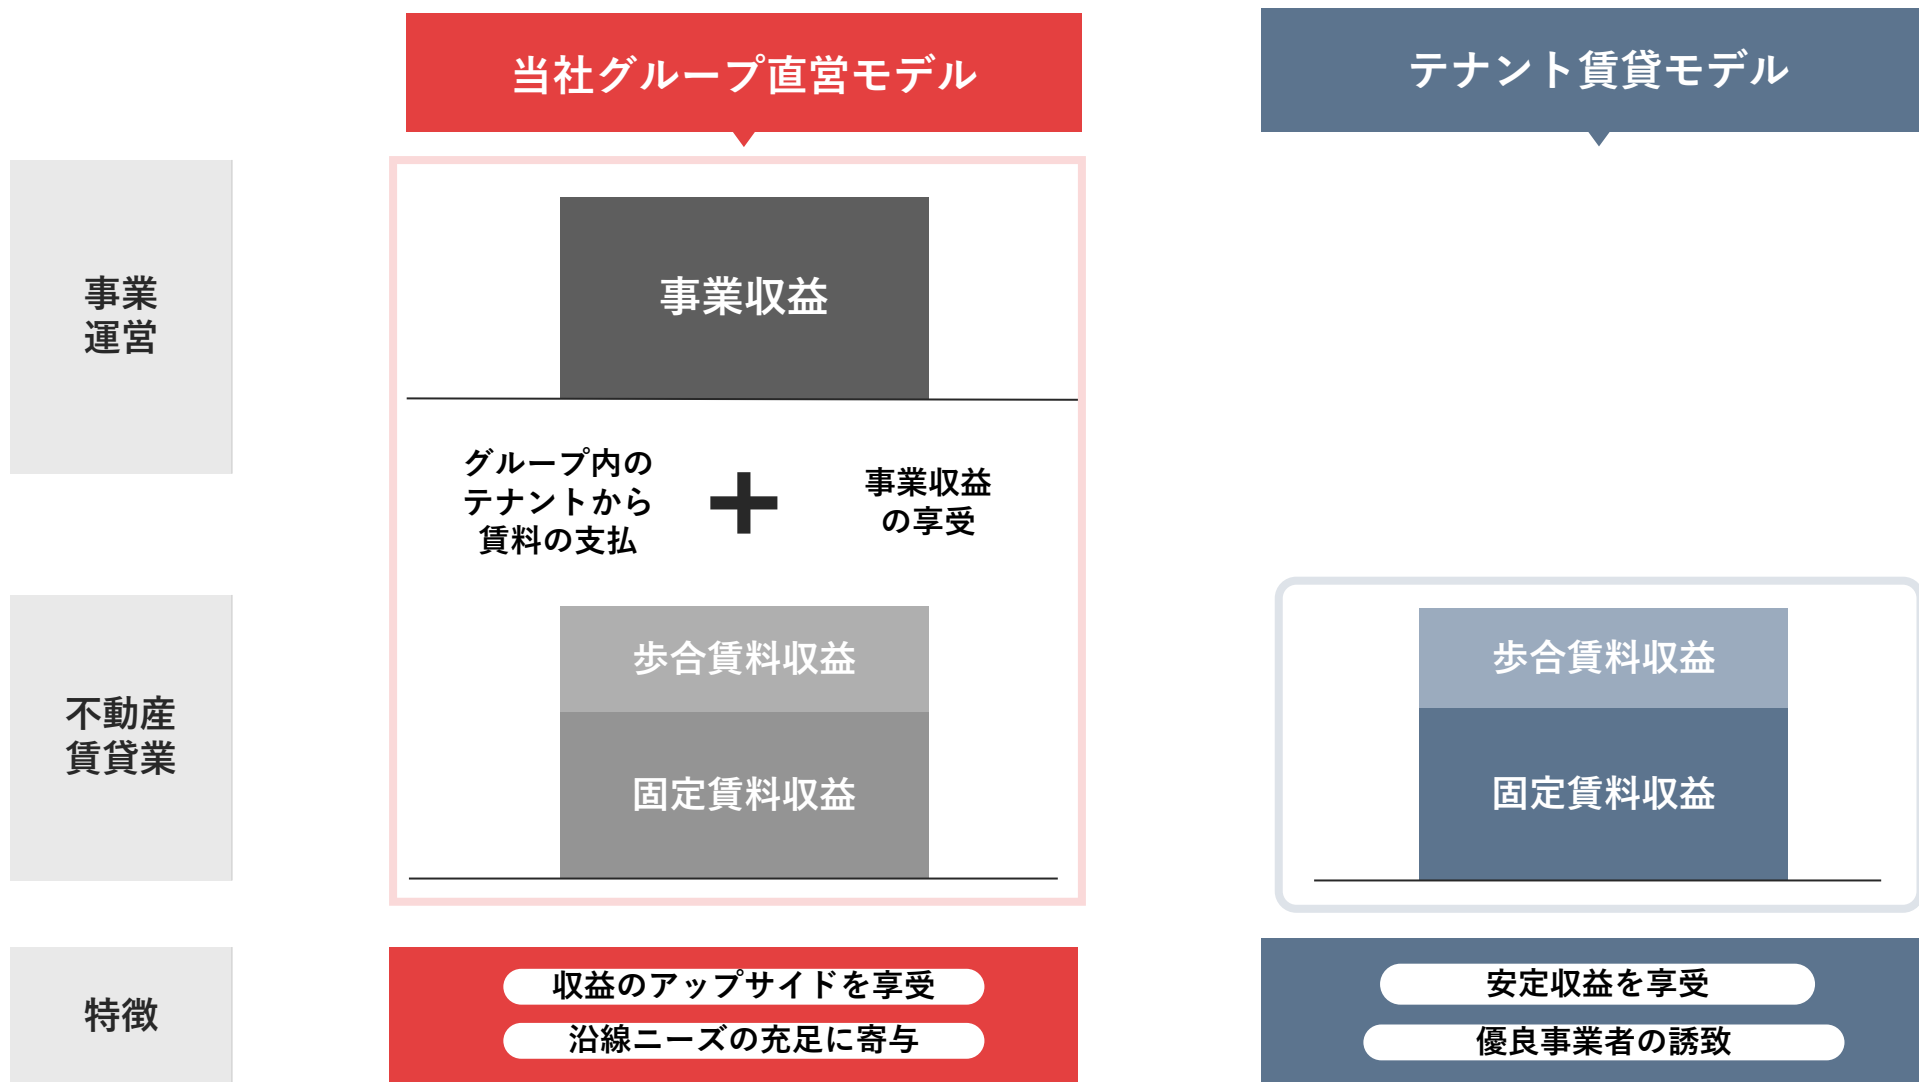 当社グループ直営モデル
テナント賃貸モデル
事業
運営
事業収益
グループ内の
テナントから
賃料の支払
事業収益
の享受
不動産
賃貸業
歩合賃料収益
固定賃料収益
歩合賃料収益
固定賃料収益
特徴
収益のアップサイドを享受
沿線ニーズの充足に寄与
安定収益を享受
優良事業者の誘致